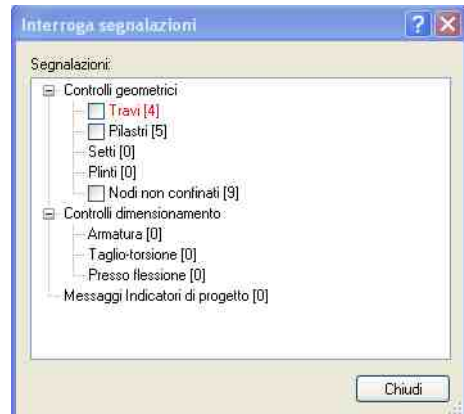 Interroga segnalazioni
Segnalazioni:
Controlli geometrici
Travi [4]
Pilastri [5]
Setti [0]
Plinti [0]
Nodi non confinati [9]
Controlli dimensionamento
Armatura [0]
Taglio-torsione [0]
Presso flessione [0]
Messaggi Indicatori di progetto [0]
Chiudi